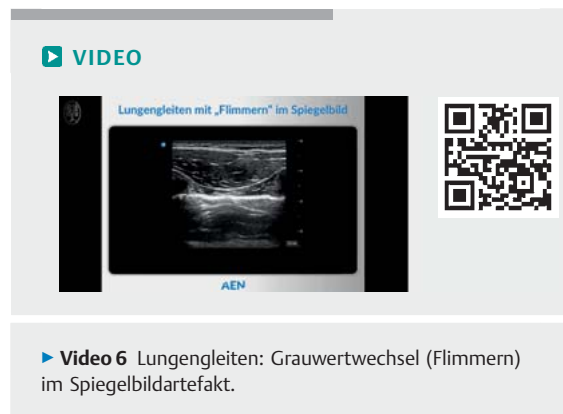 VIDEO
Lungengleiten mit „Flimmern“ im Spiegelbild
AEN
▶ Video 6 Lungengleiten: Grauwertwechsel (Flimmern)
im Spiegelbildartefakt.